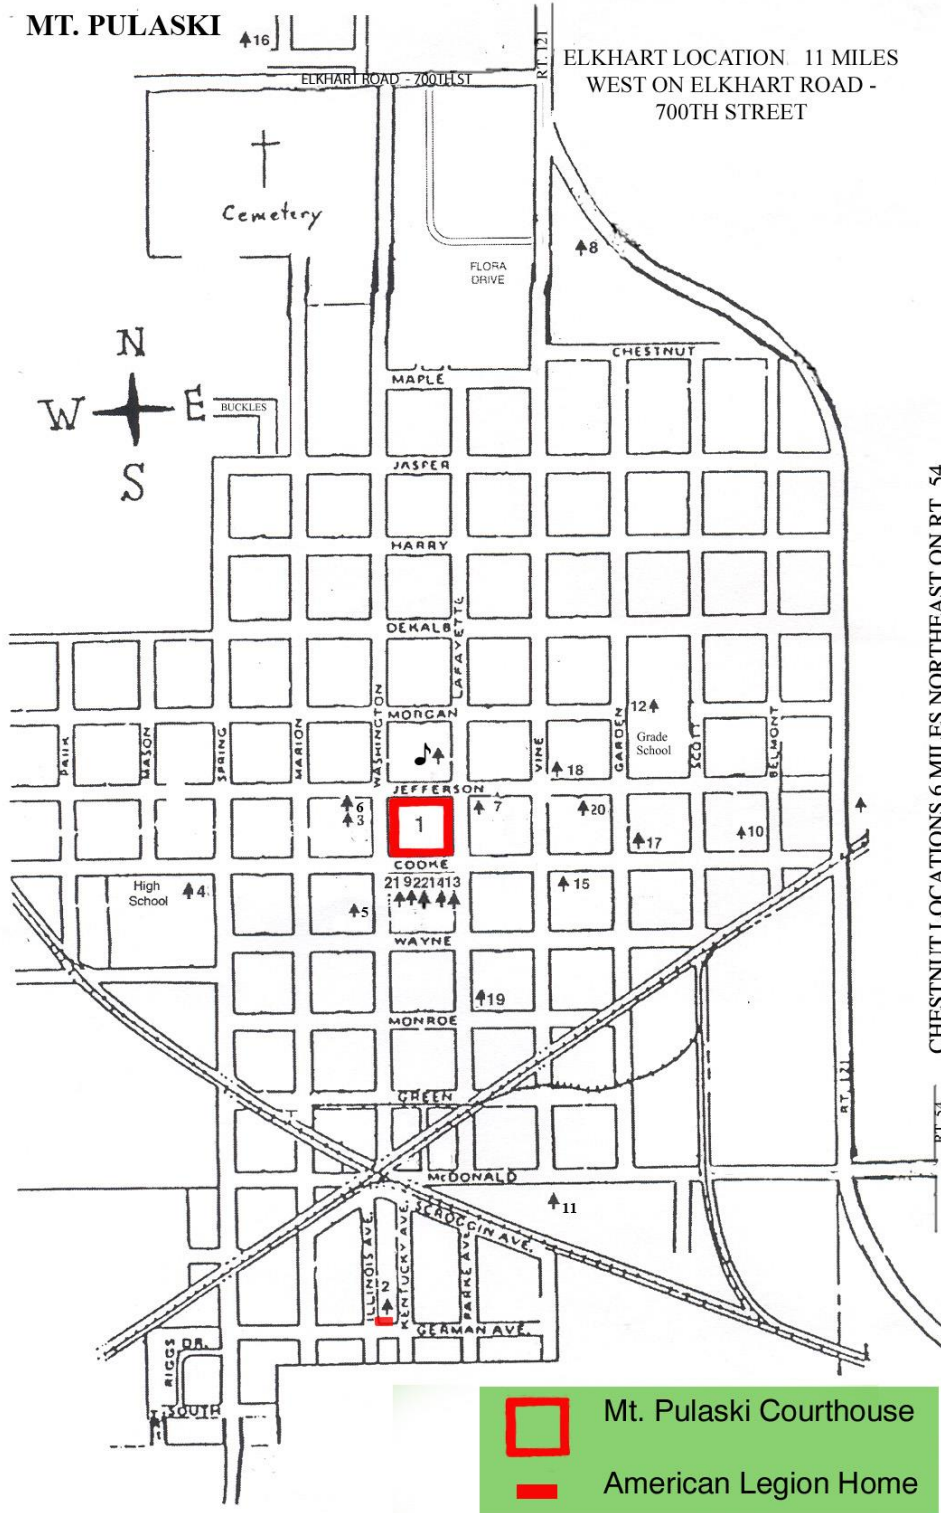 MT. PULASKI
16
RT. 121
ELKHART LOCATION 11 MILES
WEST ON ELKHART ROAD -
700TH STREET
ELKHART ROAD - 700TH ST
Cemetery
8
FLORA
DRIVE
N
W E
S
BUCKLES
CHESTNUT
MAPLE
JASPER
HARRY
DEKALB
LAFAYETTE
WASHINGTON
MORGAN
12
Grade
School
PARK
MASON
SPRING
MARION
VINE
GARDEN
SCOTT
BELMONT
18
JEFFERSON
6
3
1
7
20
17
10
COOKE
21 9 22 14 13
High
School
4
5
15
WAYNE
19
MONROE
CHESTNUT LOCATIONS 6 MILES NORTHEAST ON RT. 54
RT. 121
RT. 54
GREEN
McDONALD
11
SCROGGIN AVE.
ILLINOIS AVE.
KENTUCKY AVE.
PARKE AVE.
2
GERMAN AVE.
RIGGS DR.
SOUTH
Mt. Pulaski Courthouse
American Legion Home